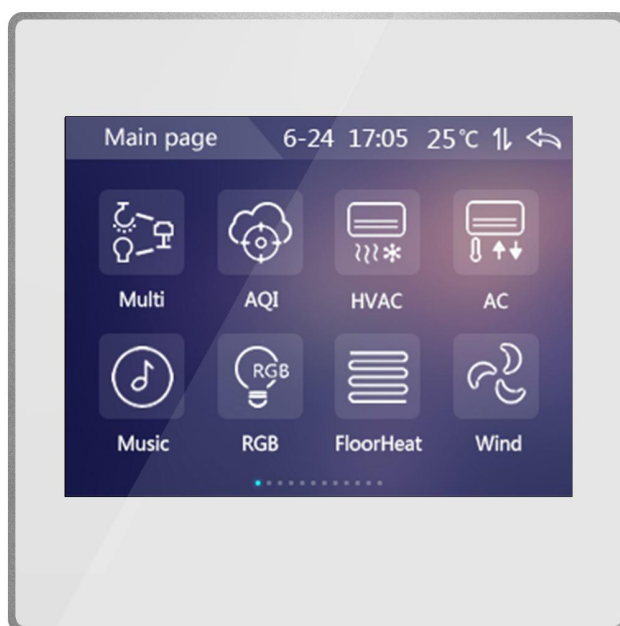 Main page 6-24 17:05 25℃
Multi AQI HVAC AC
RGB
Music RGB FloorHeat Wind